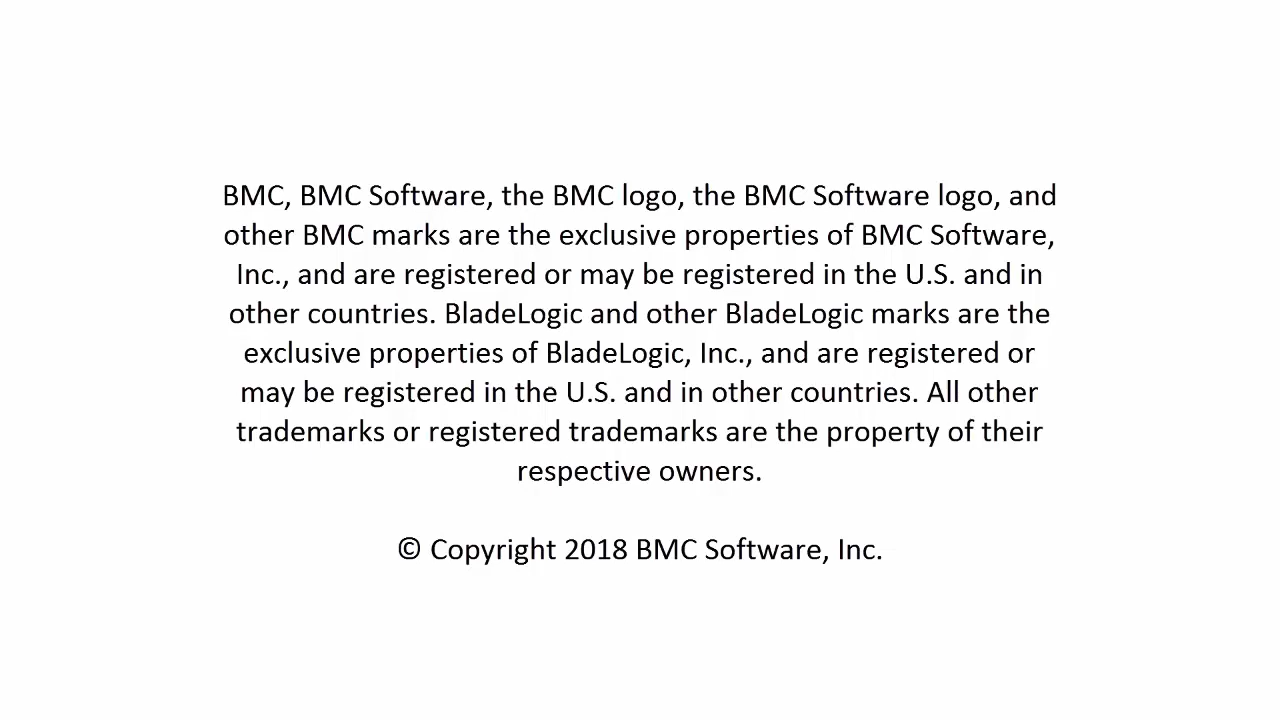 BMC, BMC Software, the BMC logo, the BMC Software logo, and
other BMC marks are the exclusive properties of BMC Software,
Inc., and are registered or may be registered in the U.S. and in
other countries. BladeLogic and other BladeLogic marks are the
exclusive properties of BladeLogic, Inc., and are registered or
may be registered in the U.S. and in other countries. All other
trademarks or registered trademarks are the property of their
respective owners.
© Copyright 2018 BMC Software, Inc.